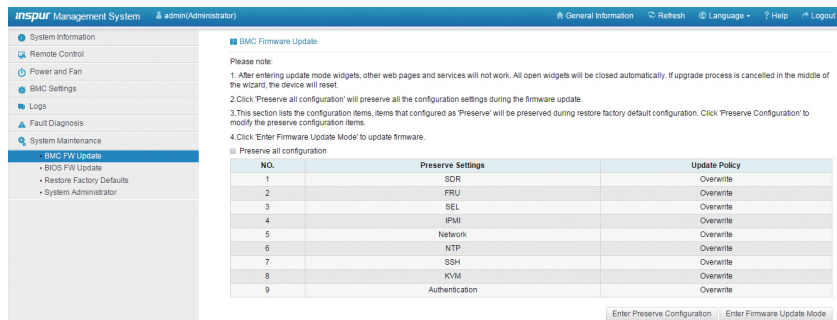 inspur Management System admin(Administrator) General Information Refresh Language Help Logout
System Information
Remote Control
Power and Fan
BMC Settings
Logs
Fault Diagnosis
System Maintenance
• BMC FW Update
• BIOS FW Update
• Restore Factory Defaults
• System Administrator
BMC Firmware Update
Please note:
1. After entering update mode widgets, other web pages and services will not work. All open widgets will be closed automatically. If upgrade process is cancelled in the middle of
the wizard, the device will reset.
2.Click 'Preserve all configuration' will preserve all the configuration settings during the firmware update.
3.This section lists the configuration items, items that configured as 'Preserve' will be preserved during restore factory default configuration. Click 'Preserve Configuration' to
modify the preserve configuration items.
4.Click 'Enter Firmware Update Mode' to update firmware.
Preserve all configuration
NO. Preserve Settings Update Policy
1 SDR Overwrite
2 FRU Overwrite
3 SEL Overwrite
4 IPMI Overwrite
5 Network Overwrite
6 NTP Overwrite
7 SSH Overwrite
8 KVM Overwrite
9 Authentication Overwrite
Enter Preserve Configuration Enter Firmware Update Mode